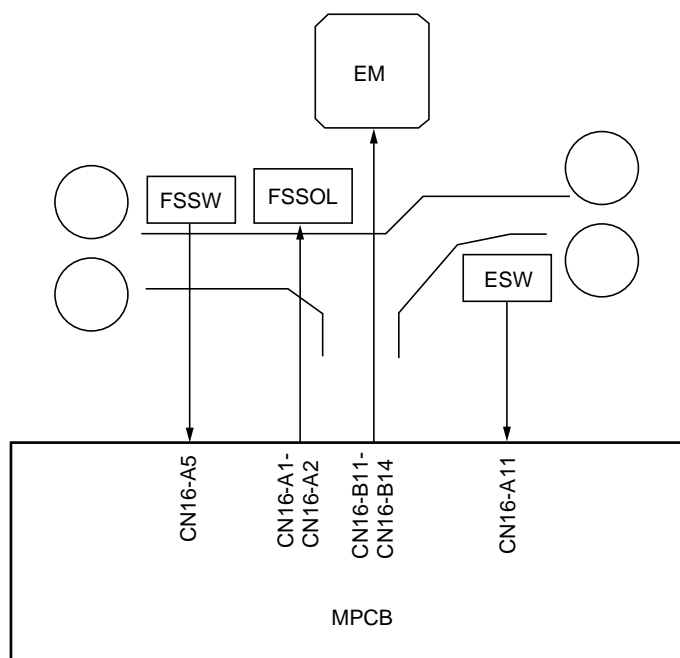 EM
FSSW
FSSOL
ESW
CN16-A5
CN16-A1-
CN16-A2
CN16-B11-
CN16-B14
CN16-A11
MPCB